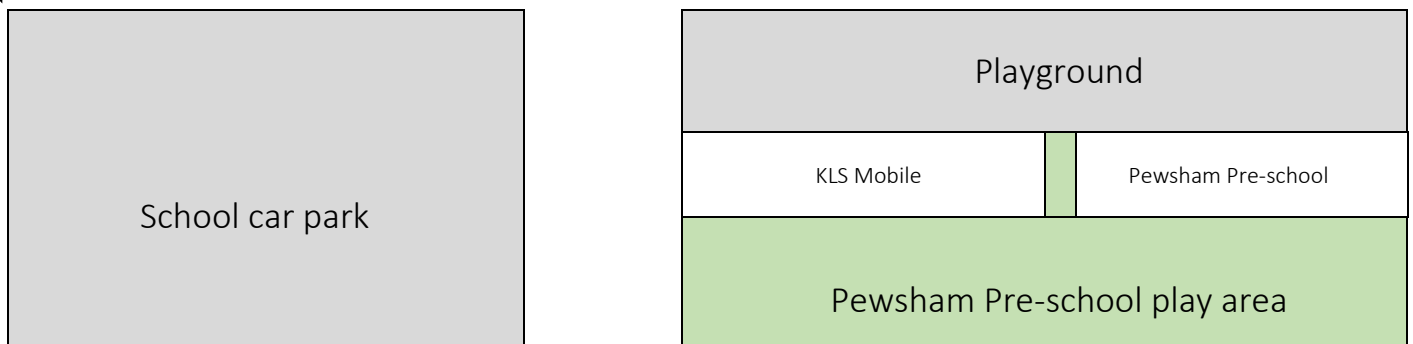 Playground
KLS Mobile
Pewsham Pre-school
School car park
Pewsham Pre-school play area